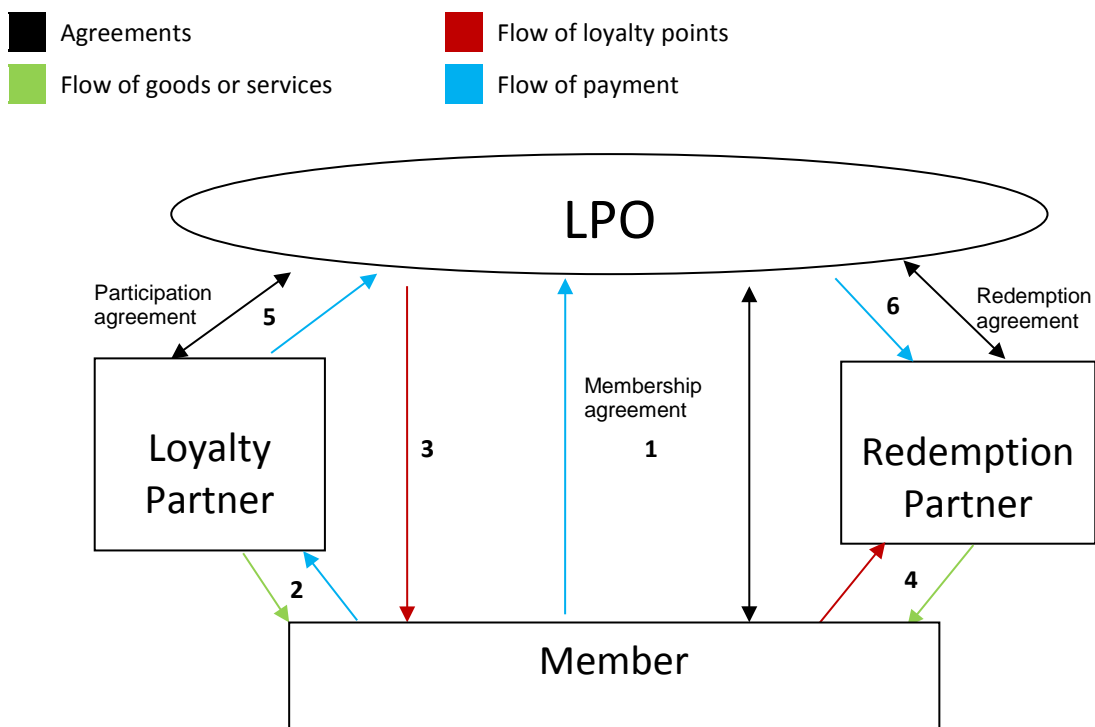 Agreements
Flow of loyalty points
Flow of goods or services
Flow of payment
LPO
Participation
agreement
5
6
Redemption
agreement
Membership
agreement
Loyalty
Partner
3
1
Redemption
Partner
2
4
Member